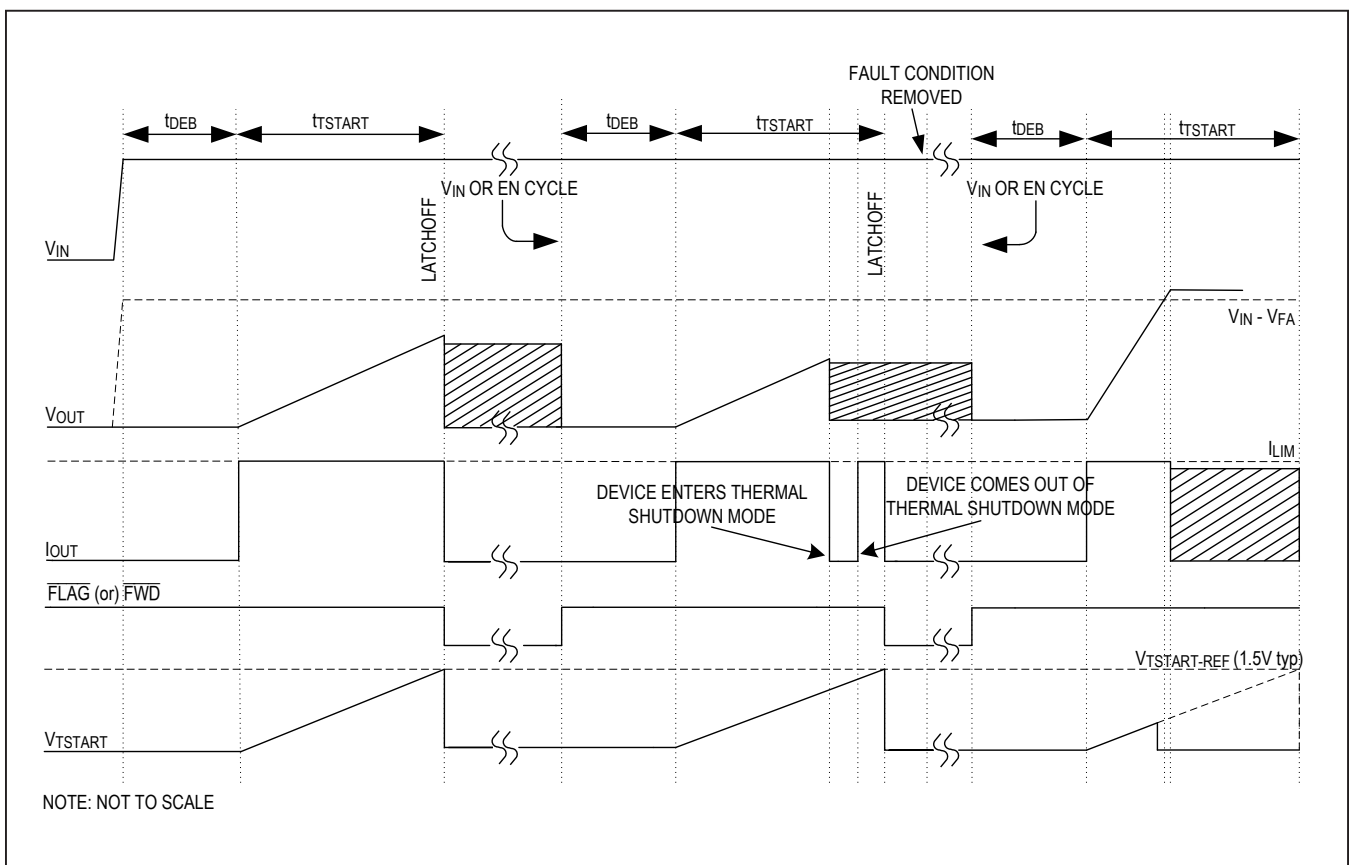 FAULT CONDITION
REMOVED
tDEB
tTSTART
tDEB
tTSTART
tDEB
tTSTART
VIN OR EN CYCLE
VIN OR EN CYCLE
LATCHOFF
LATCHOFF
VIN
VIN - VFA
VOUT
ILIM
DEVICE ENTERS THERMAL
SHUTDOWN MODE
DEVICE COMES OUT OF
THERMAL SHUTDOWN MODE
IOUT
FLAG (or) FWD
VTSTART-REF (1.5V typ)
VTSTART
NOTE: NOT TO SCALE